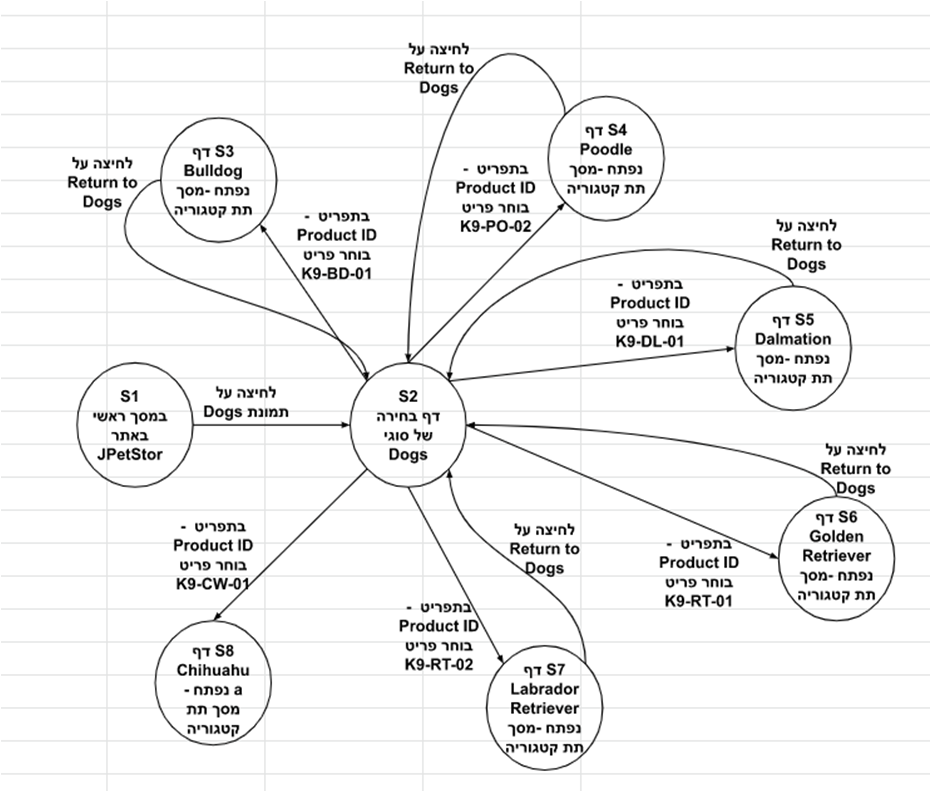 לחיצה על
Return to
Dogs
S4 דף
Poodle
נפתח -מסך
תת קטגוריה
S3 דף
Bulldog
נפתח -מסך
תת קטגוריה
לחיצה על
Return to
Dogs
בתפריט -
Product ID
בוחר פריט
K9-PO-02
בתפריט -
Product ID
בוחר פריט
K9-BD-01
לחיצה על
Return to
Dogs
בתפריט -
Product ID
בוחר פריט
K9-DL-01
S5 דף
Dalmation
נפתח -מסך
תת קטגוריה
S1
במסך ראשי
באתר
JPetStor
לחיצה על
תמונת Dogs
S2
דף בחירה
של סוגי
Dogs
לחיצה על
Return to
Dogs
S6 דף
Golden
Retriever
נפתח -מסך
תת קטגוריה
בתפריט -
Product ID
בוחר פריט
K9-RT-01
בתפריט -
Product ID
בוחר פריט
K9-CW-01
לחיצה על
Return to
Dogs
בתפריט -
Product ID
בוחר פריט
K9-RT-02
S8 דף
Chihuahu
a נפתח -
מסך תת
קטגוריה
S7 דף
Labrador
Retriever
נפתח -מסך
תת קטגוריה